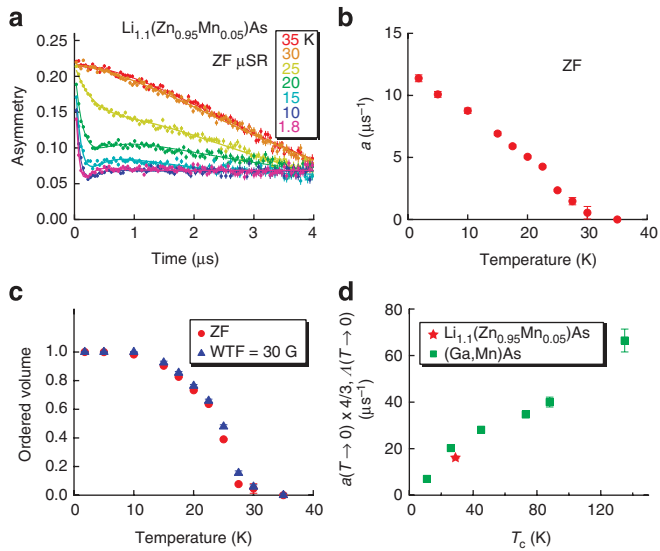 a
Li₁.₁(Zn₀.₉₅Mn₀.₀₅)As
ZF μSR
35 K
30
25
20
15
10
1.8
0.25
0.20
0.15
0.10
0.05
0.00
Asymmetry
0 1 2 3 4
Time (μs)
b
ZF
15
10
5
0
a (μs⁻¹)
0 10 20 30 40
Temperature (K)
c
ZF
WTF = 30 G
1.0
0.8
0.6
0.4
0.2
0.0
Ordered volume
0 10 20 30 40
Temperature (K)
d
Li₁.₁(Zn₀.₉₅Mn₀.₀₅)As
(Ga,Mn)As
80
60
40
20
0
a(T → 0) x 4/3, Λ(T → 0)
(μs⁻¹)
0 40 80 120
T_c (K)